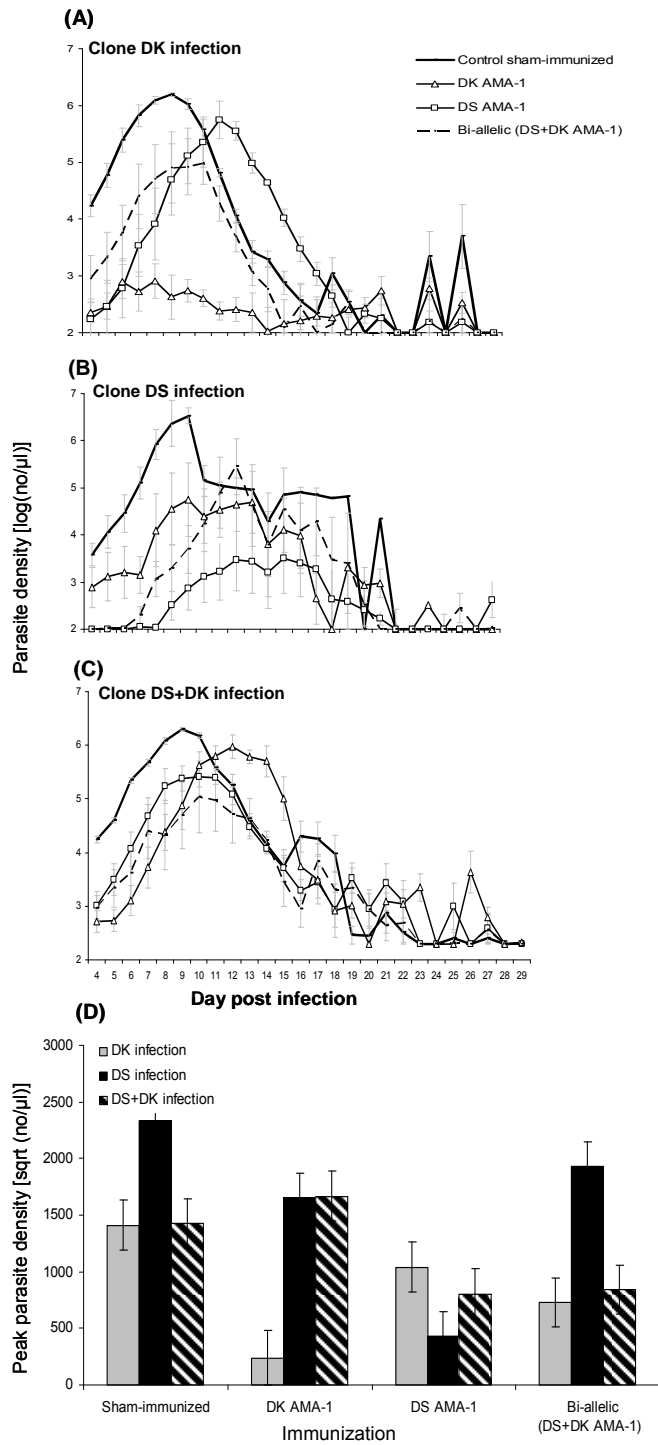 (A)
Clone DK infection
Control sham-immunized
DK AMA-1
DS AMA-1
Bi-allelic (DS+DK AMA-1)
7
6
5
4
3
2
(B)
Clone DS infection
7
6
5
4
3
2
Parasite density [log(no/µl)]
(C)
Clone DS+DK infection
7
6
5
4
3
2
4 5 6 7 8 9 10 11 12 13 14 15 16 17 18 19 20 21 22 23 24 25 26 27 28 29
Day post infection
(D)
DK infection
DS infection
DS+DK infection
3000
2500
2000
1500
1000
500
0
Peak parasite density [sqrt (no/µl)]
Sham-immunized DK AMA-1 DS AMA-1 Bi-allelic
(DS+DK AMA-1)
Immunization